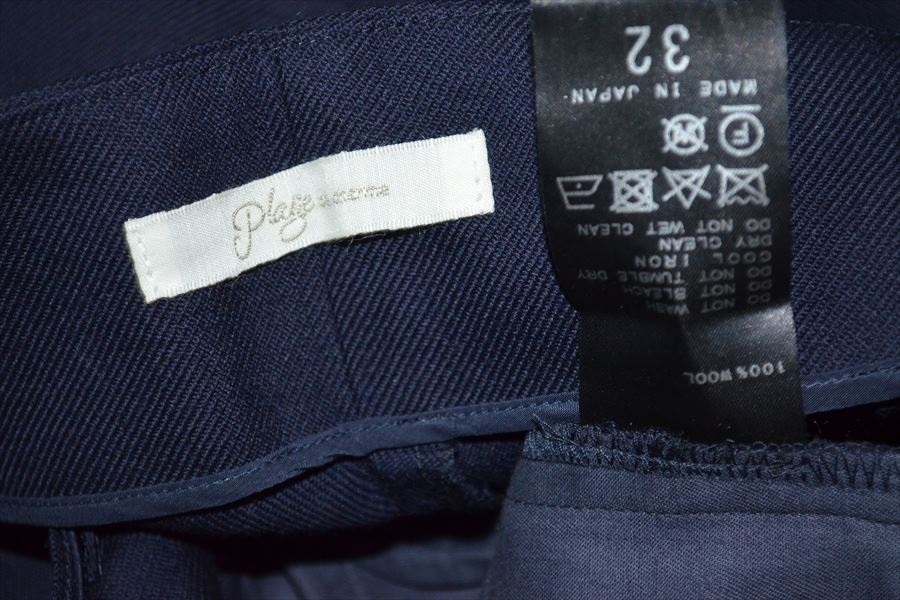 Plage
32
MADE IN JAPAN
F
W
DO NOT WASH
DO NOT BLEACH
DO NOT TUMBLE DRY
COOL IRON
DRY CLEAN
DO NOT WET CLEAN
100% WOOL